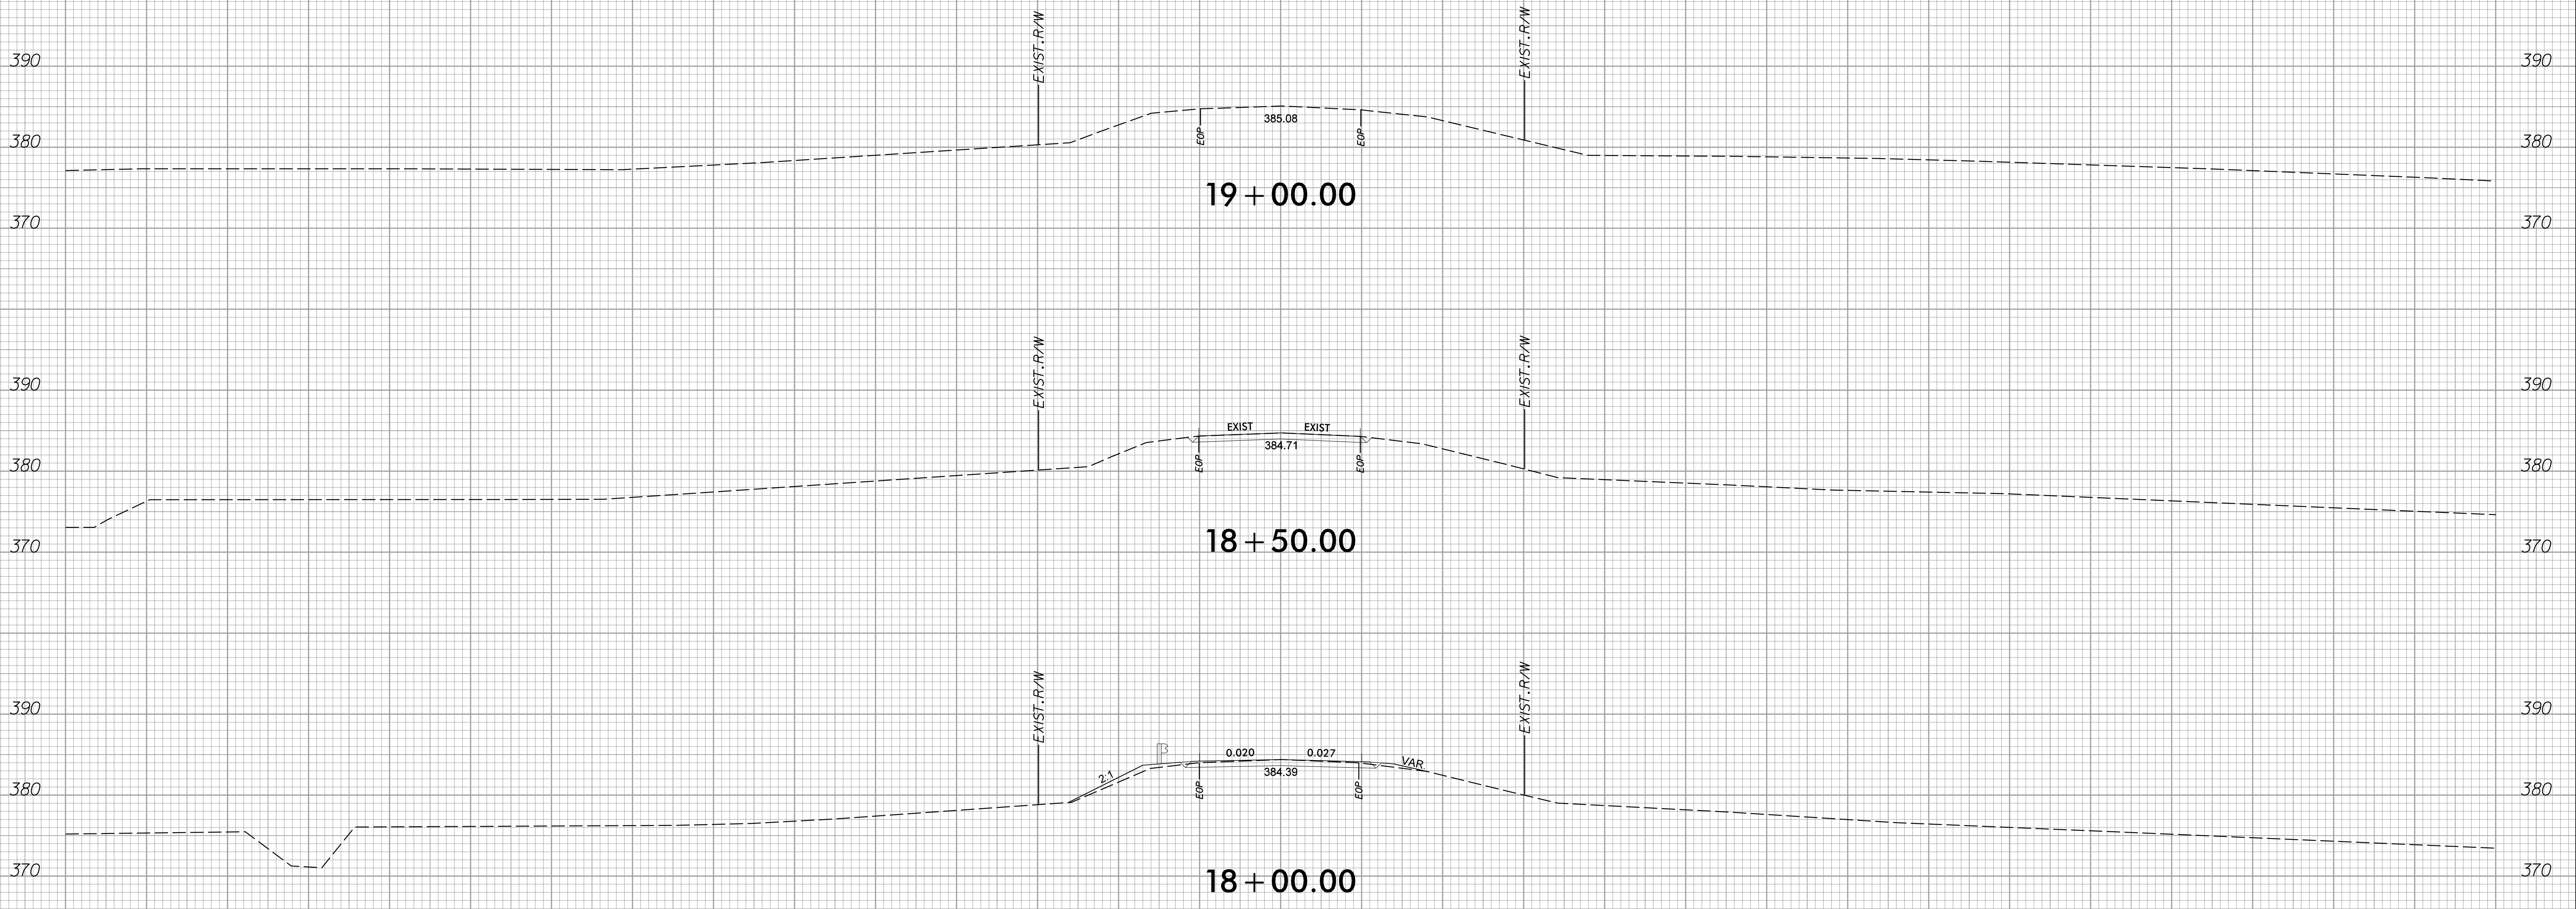 EXIST.R/W EXIST.R/W
390 390
385.08
380 EOP EOP 380
19+00.00
370 370
EXIST.R/W EXIST.R/W
390 390
EXIST EXIST
384.71
380 EOP EOP 380
18+50.00
370 370
EXIST.R/W EXIST.R/W
390 390
0.020 0.027
2:1 384.39 VAR.
380 EOP EOP 380
370 370
18+00.00